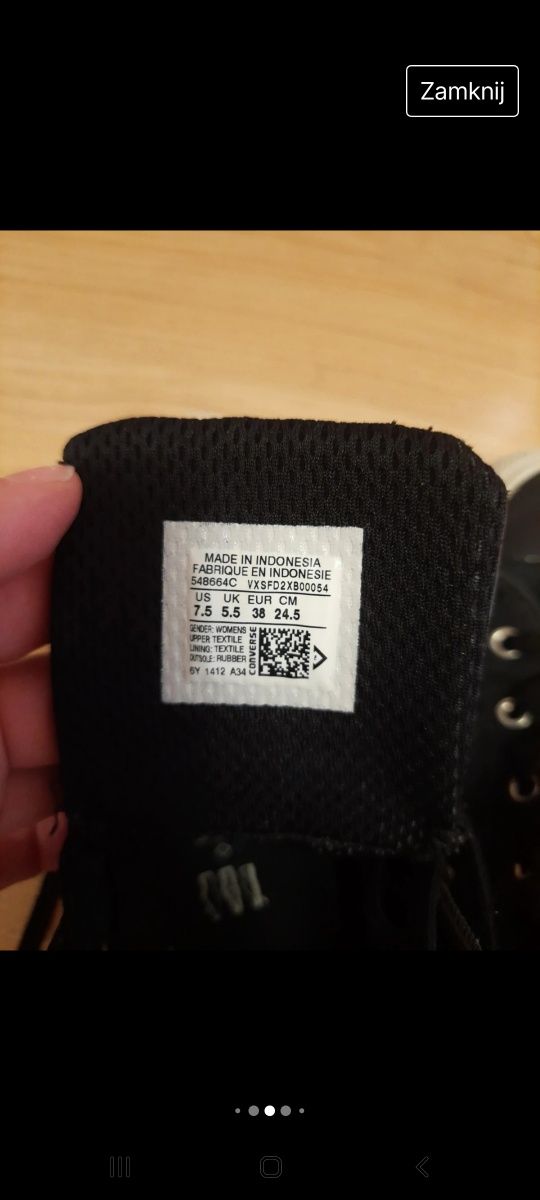 Zamknij
MADE IN INDONESIA
FABRIQUE EN INDONESIE
548664C VXSFD2XB00054
US UK EUR CM
7.5 5.5 38 24.5
GENDER: WOMENS
UPPER TEXTILE
LINING: TEXTILE
OUTSOLE: RUBBER
6Y 1412 A34
CONVERSE